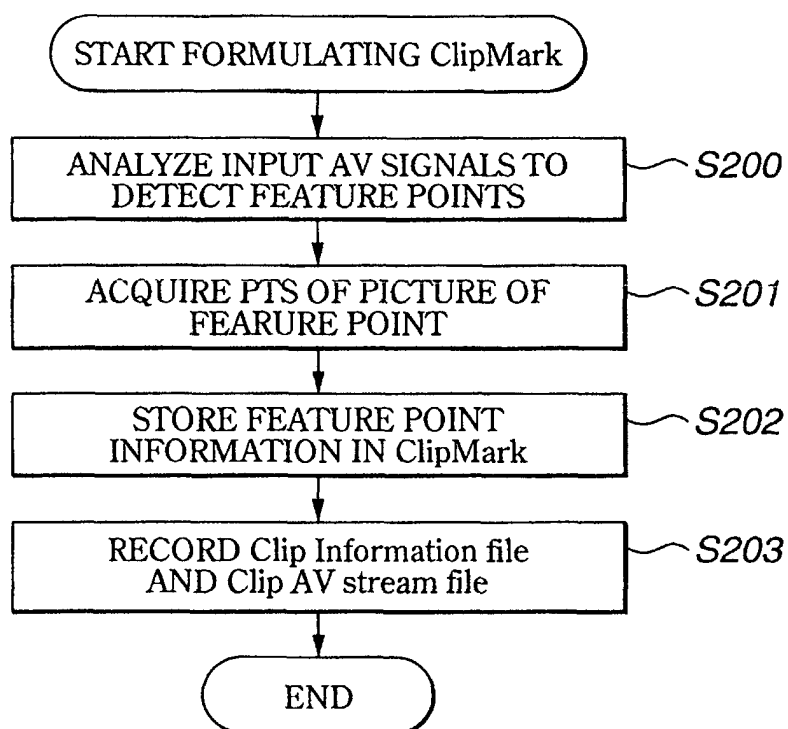 START FORMULATING ClipMark
ANALYZE INPUT AV SIGNALS TO
DETECT FEATURE POINTS
S200
ACQUIRE PTS OF PICTURE OF
FEARURE POINT
S201
STORE FEATURE POINT
INFORMATION IN ClipMark
S202
RECORD Clip Information file
AND Clip AV stream file
S203
END